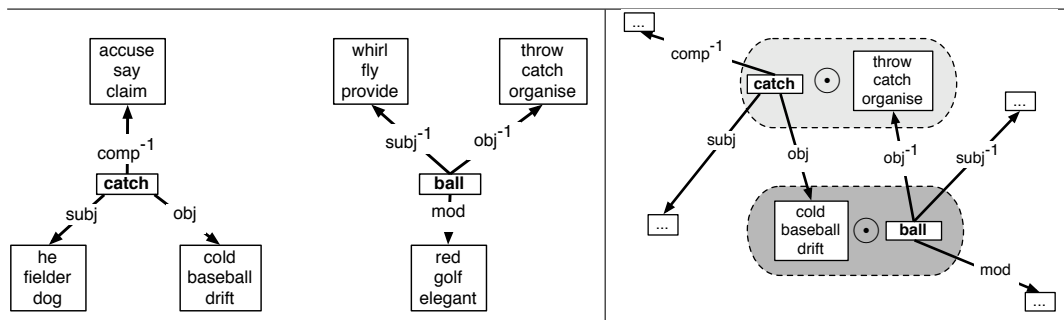 accuse
say
claim
comp-1
catch
subj
obj
he
fielder
dog
cold
baseball
drift
whirl
fly
provide
throw
catch
organise
subj-1
obj-1
ball
mod
red
golf
elegant
...
comp-1
catch
throw
catch
organise
...
subj
obj
obj-1
subj-1
...
cold
baseball
drift
ball
mod
...